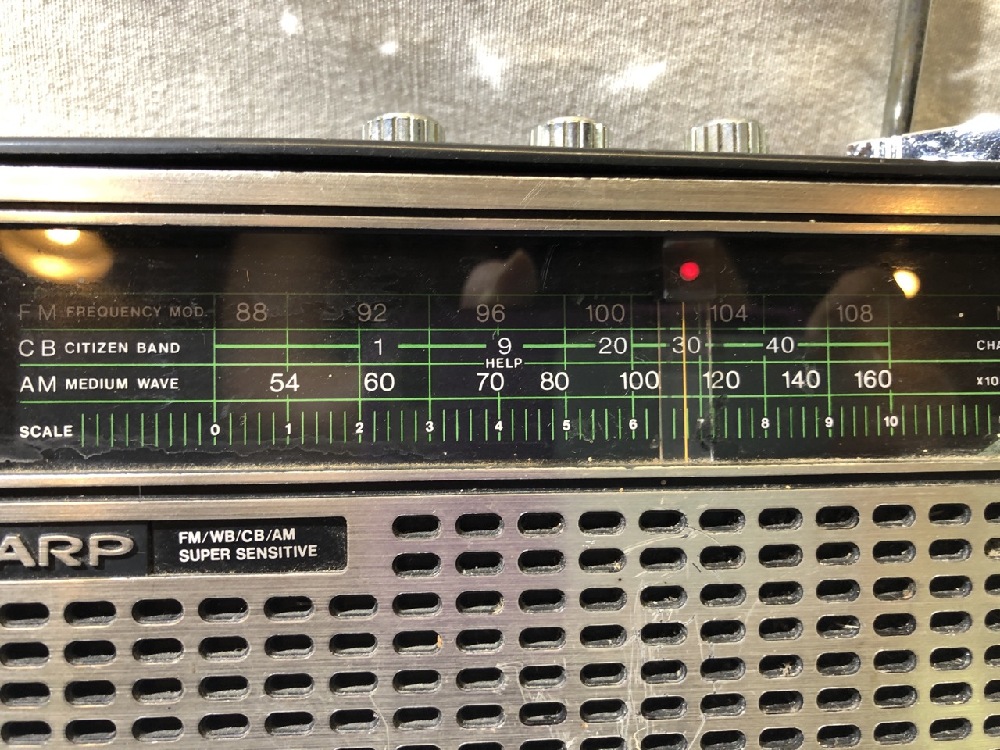 FM FREQUENCY MOD. 88 92 96 100 104 108
CB CITIZEN BAND 1 9 20 30 40 CHA
HELP
AM MEDIUM WAVE 54 60 70 80 100 120 140 160 x10
SCALE 0 1 2 3 4 5 6 8 9 10
ARP
FM/WB/CB/AM
SUPER SENSITIVE